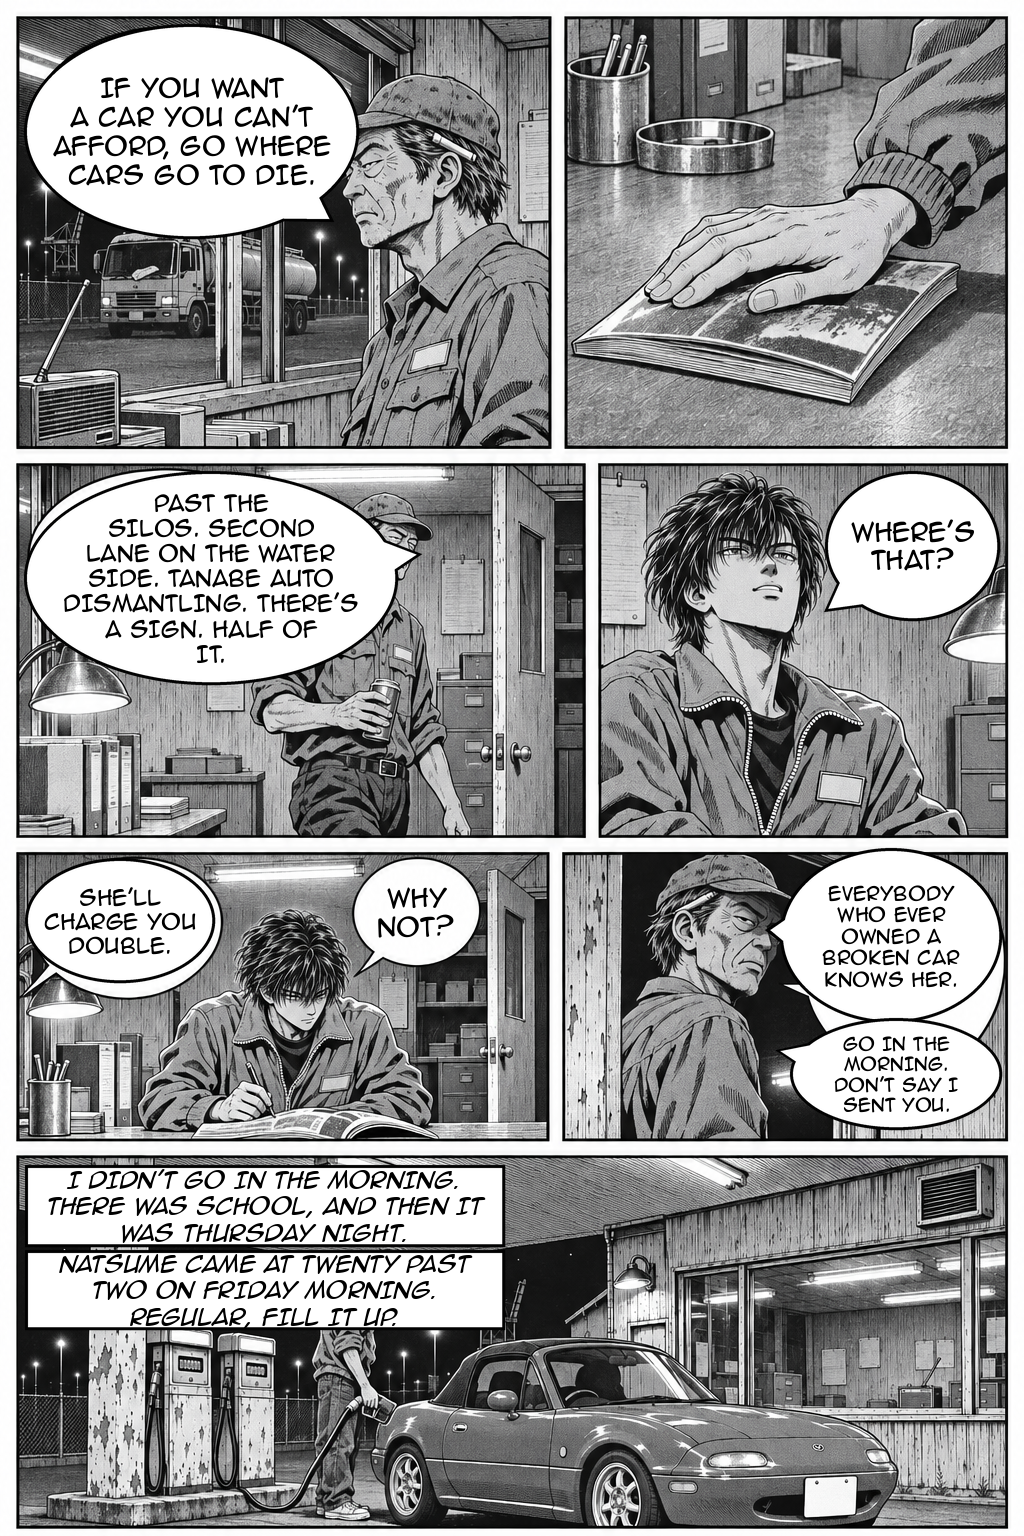 IF YOU WANT
A CAR YOU CAN'T
AFFORD, GO WHERE
CARS GO TO DIE.
WHERE'S
THAT?
PAST THE
SILOS. SECOND
LANE ON THE WATER
SIDE. TANABE AUTO
DISMANTLING. THERE'S
A SIGN. HALF OF
IT.
EVERYBODY
WHO EVER
OWNED A
BROKEN CAR
KNOWS HER.
GO IN THE
MORNING.
DON'T SAY I
SENT YOU.
WHY
NOT?
SHE'LL
CHARGE YOU
DOUBLE.
I DIDN'T GO IN THE MORNING.
THERE WAS SCHOOL, AND THEN IT
WAS THURSDAY NIGHT.
NATSUME CAME AT TWENTY PAST
TWO ON FRIDAY MORNING.
REGULAR, FILL IT UP.